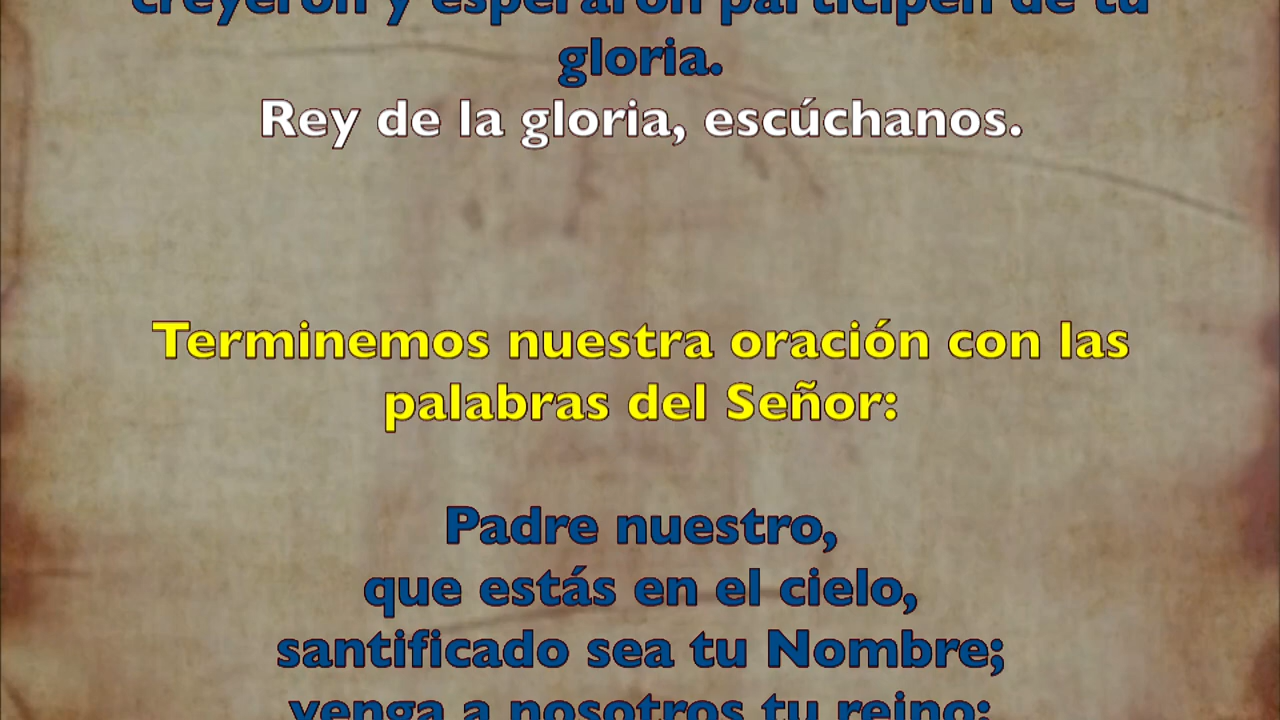 creyeron y esperaron participen de tu
gloria.
Rey de la gloria, escúchanos.
Terminemos nuestra oración con las
palabras del Señor:
Padre nuestro,
que estás en el cielo,
santificado sea tu Nombre;
venga a nosotros tu reino;